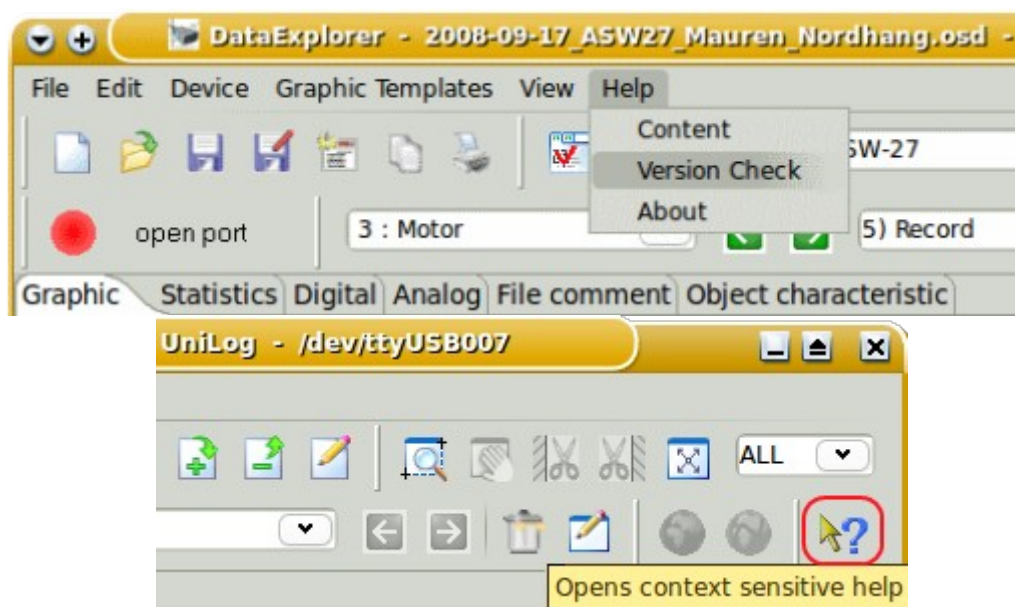 DataExplorer - 2008-09-17_ASW27_Mauren_Nordhang.osd -
File Edit Device Graphic Templates View Help
Content
Version Check
About
SW-27
open port 3 : Motor 5) Record
Graphic Statistics Digital Analog File comment Object characteristic
UniLog - /dev/ttyUSB007
ALL
Opens context sensitive help